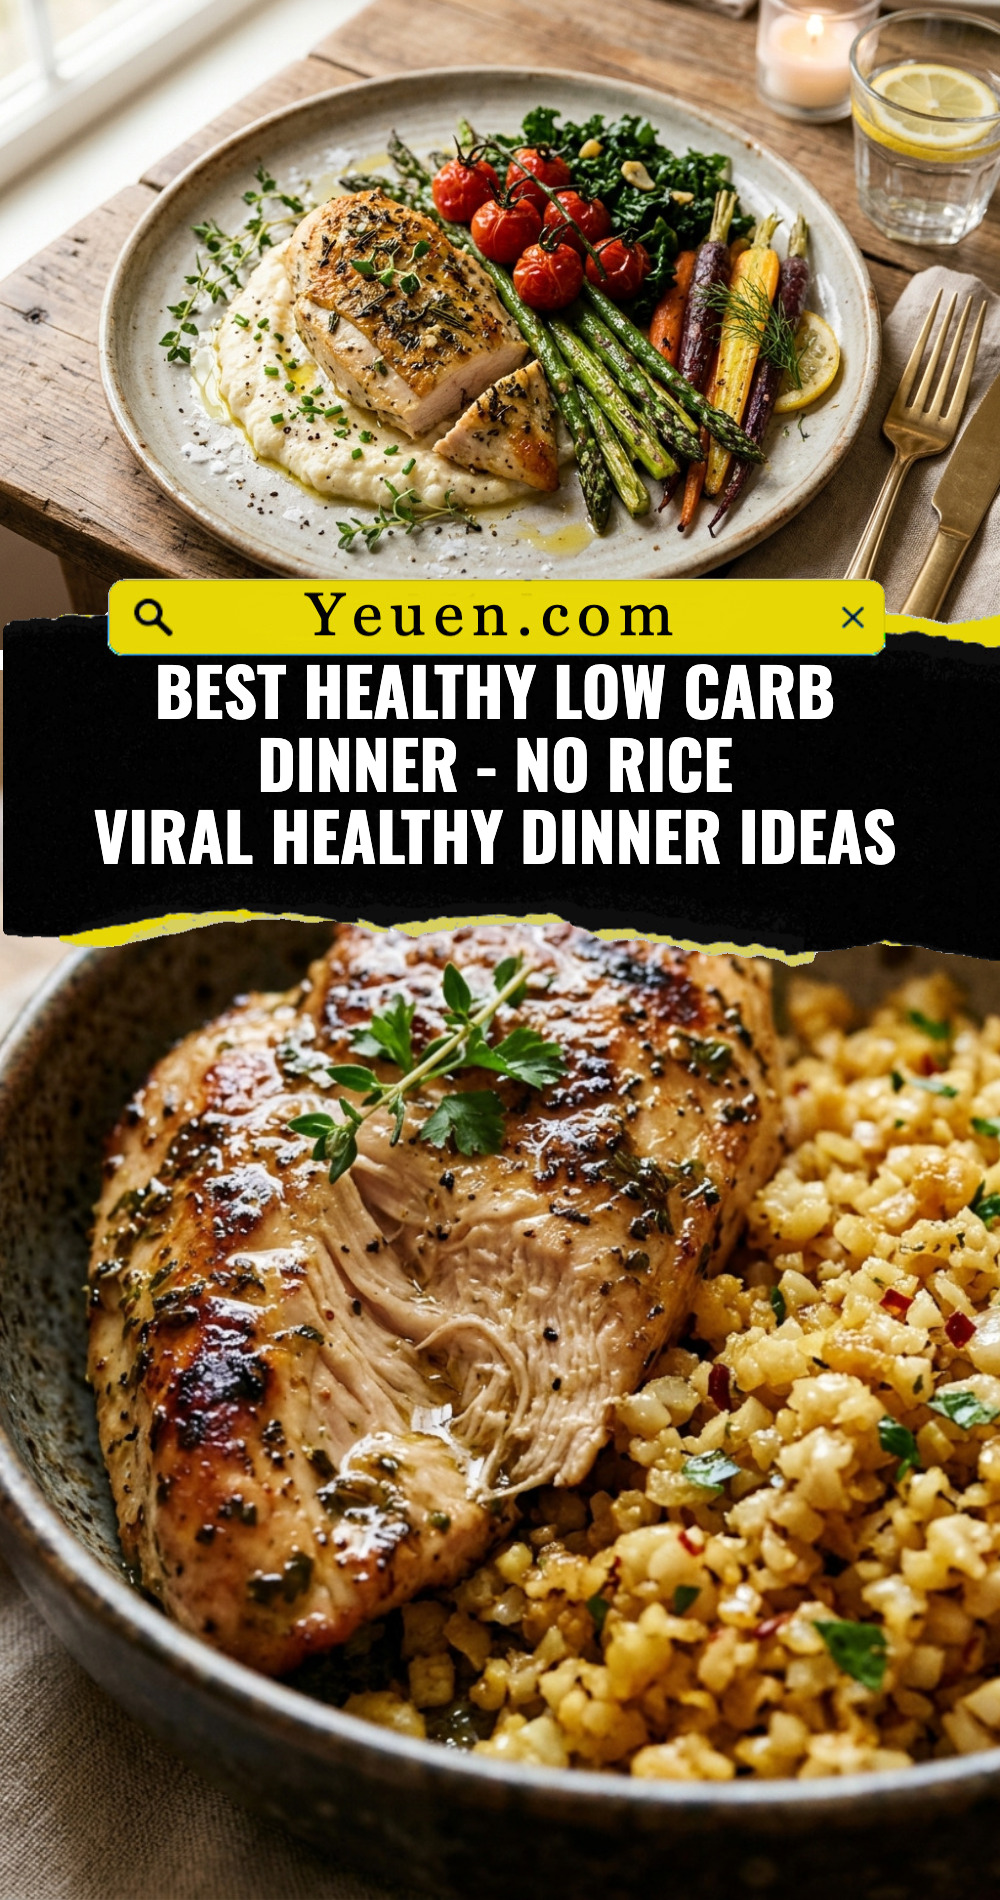 Yeuen.com
BEST HEALTHY LOW CARB
DINNER - NO RICE
VIRAL HEALTHY DINNER IDEAS